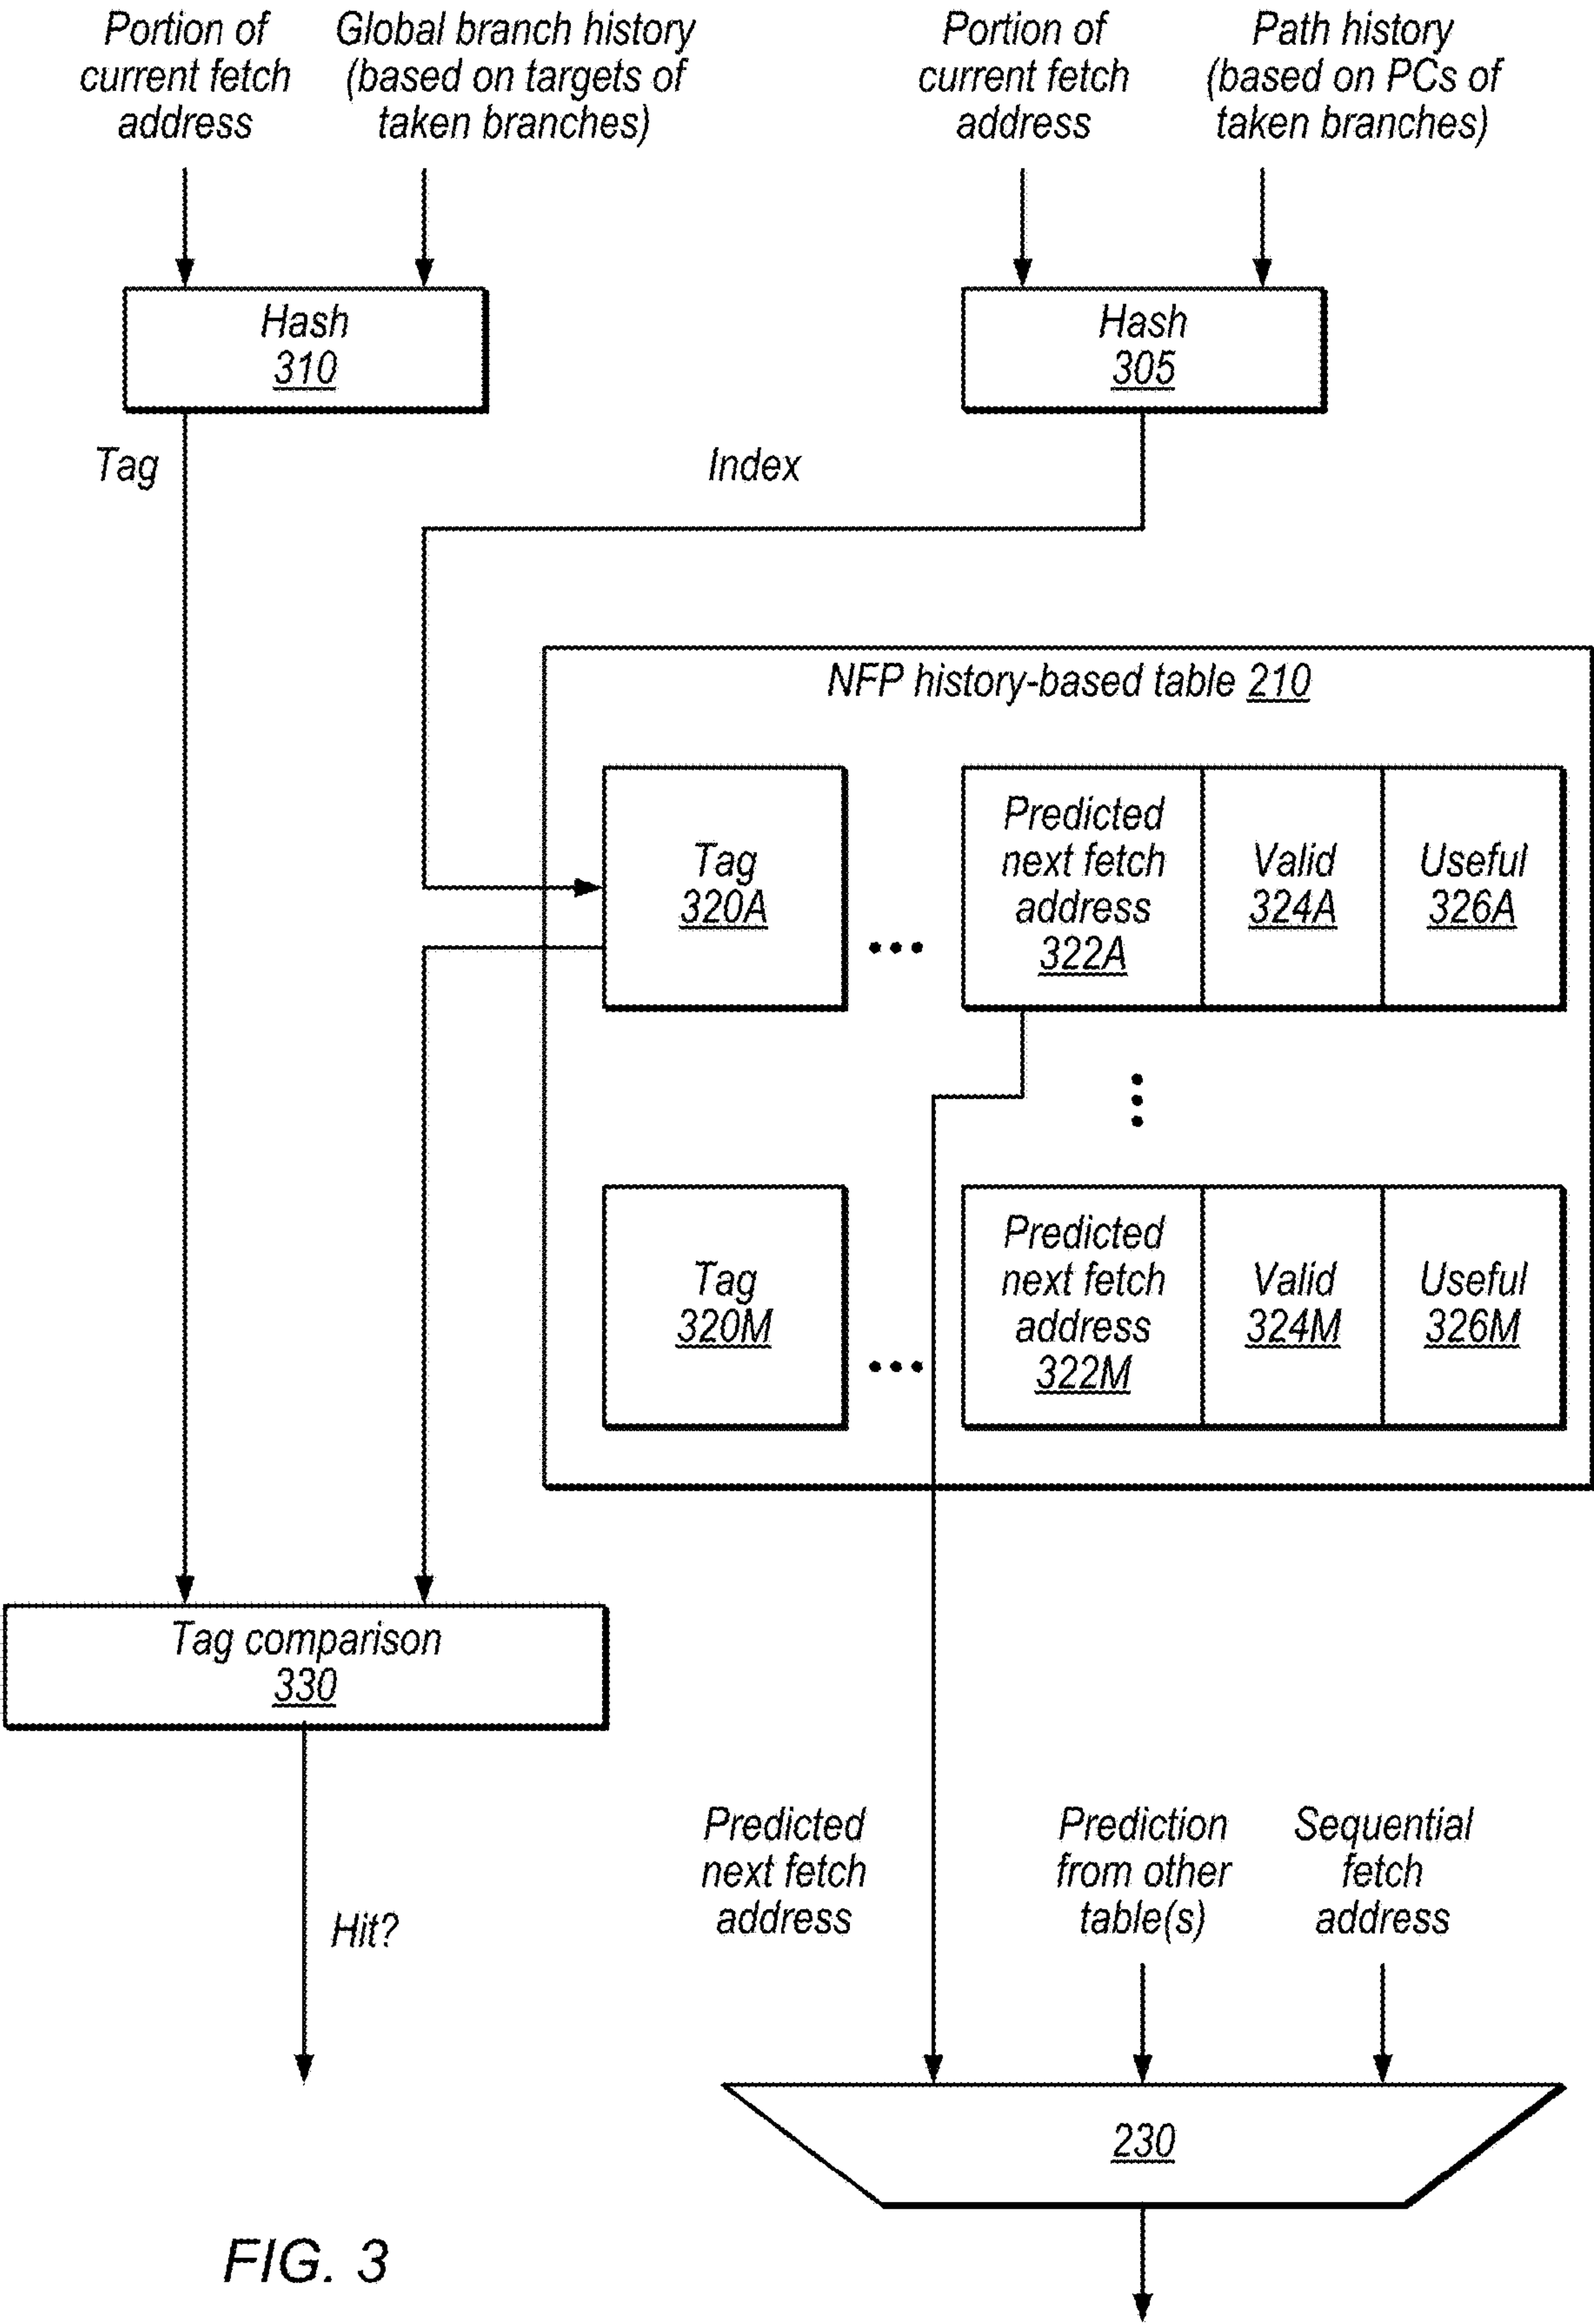 Portion of
current fetch
address
Global branch history
(based on targets of
taken branches)
Portion of
current fetch
address
Path history
(based on PCs of
taken branches)
Hash
310
Hash
305
Tag
Index
NFP history-based table 210
Tag
320A
Predicted
next fetch
address
322A
Valid
324A
Useful
326A
Tag
320M
Predicted
next fetch
address
322M
Valid
324M
Useful
326M
Tag comparison
330
Hit?
Predicted
next fetch
address
Prediction
from other
table(s)
Sequential
fetch
address
230
FIG. 3